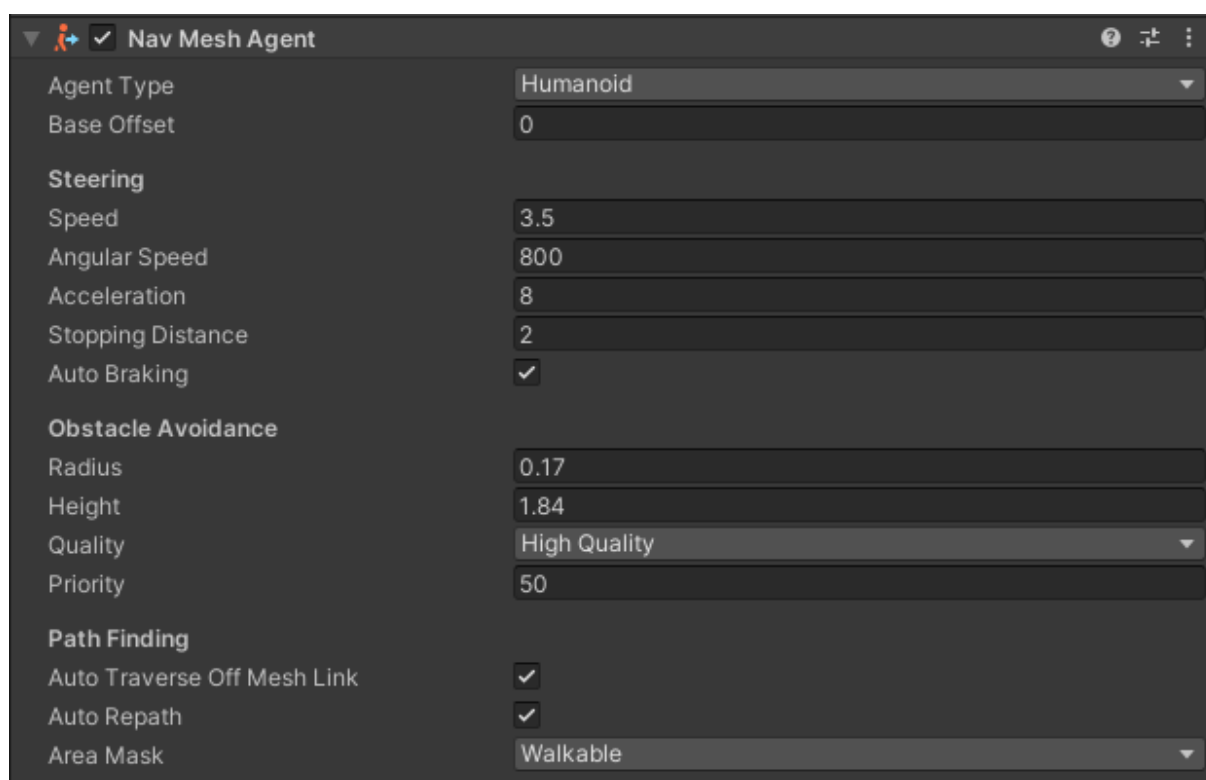 Nav Mesh Agent
Agent Type Humanoid
Base Offset 0
Steering
Speed 3.5
Angular Speed 800
Acceleration 8
Stopping Distance 2
Auto Braking
Obstacle Avoidance
Radius 0.17
Height 1.84
Quality High Quality
Priority 50
Path Finding
Auto Traverse Off Mesh Link
Auto Repath
Area Mask Walkable